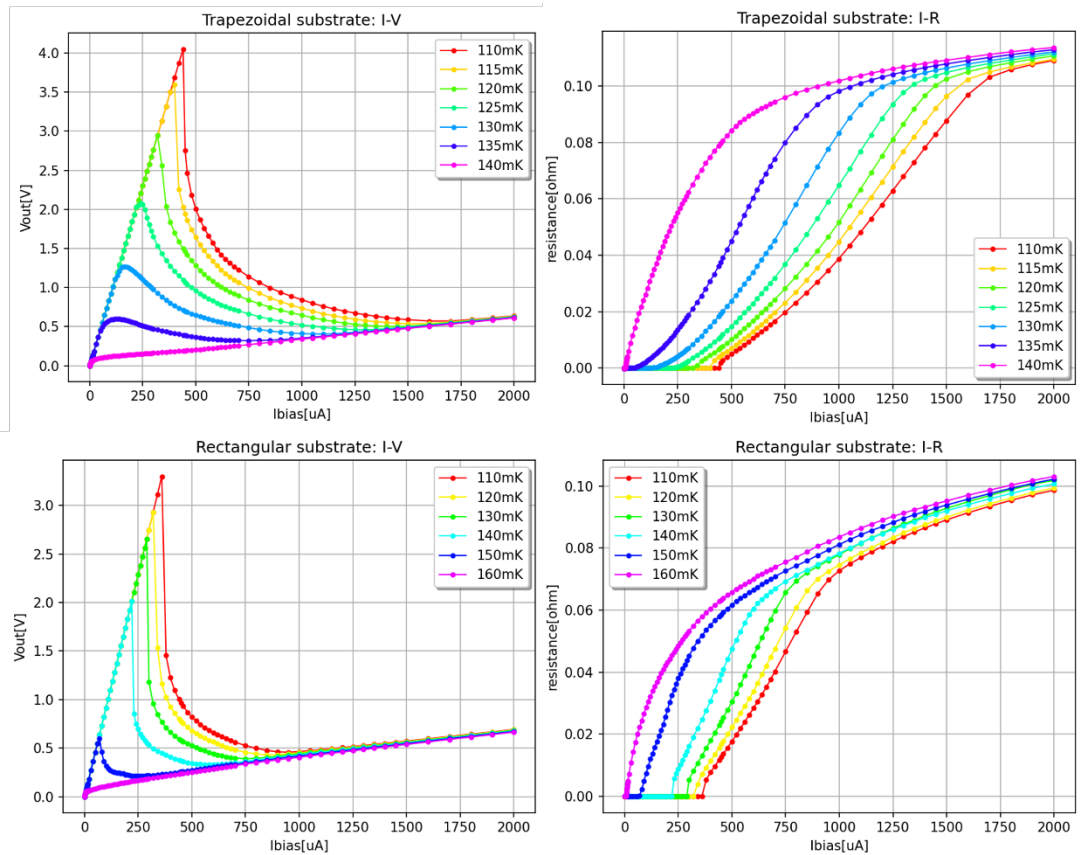 Trapezoidal substrate: I-V
Vout[V]
4.0
3.5
3.0
2.5
2.0
1.5
1.0
0.5
0.0
110mK
115mK
120mK
125mK
130mK
135mK
140mK
0 250 500 750 1000 1250 1500 1750 2000
Ibias[uA]
Trapezoidal substrate: I-R
resistance[ohm]
0.10
0.08
0.06
0.04
0.02
0.00
110mK
115mK
120mK
125mK
130mK
135mK
140mK
0 250 500 750 1000 1250 1500 1750 2000
Ibias[uA]
Rectangular substrate: I-V
Vout[V]
3.0
2.5
2.0
1.5
1.0
0.5
0.0
110mK
120mK
130mK
140mK
150mK
160mK
0 250 500 750 1000 1250 1500 1750 2000
Ibias[uA]
Rectangular substrate: I-R
resistance[ohm]
0.10
0.08
0.06
0.04
0.02
0.00
110mK
120mK
130mK
140mK
150mK
160mK
0 250 500 750 1000 1250 1500 1750 2000
Ibias[uA]